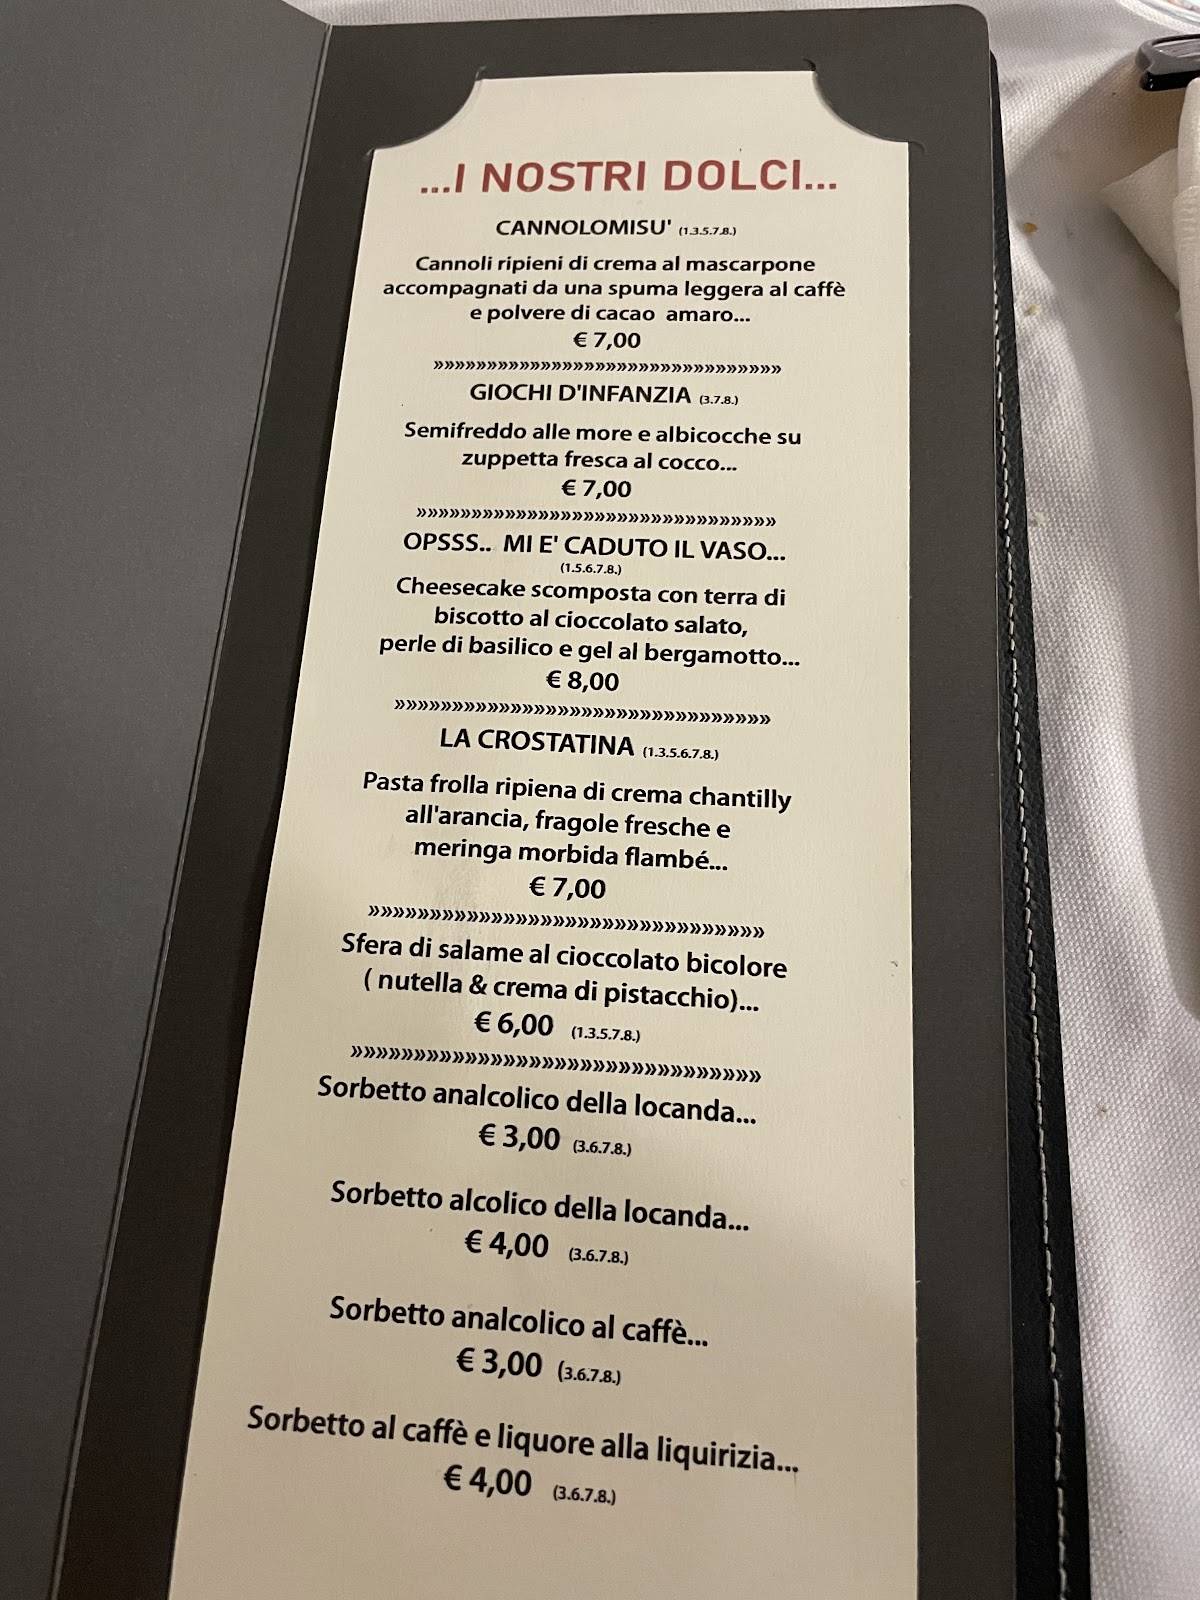 ...I NOSTRI DOLCI...
CANNOLOMISU' (1.3.5.7.8.)
Cannoli ripieni di crema al mascarpone
accompagnati da una spuma leggera al caffè
e polvere di cacao amaro...
€ 7,00
»»»»»»»»»»»»»»»»»»»»»»»»»»»»»»»»»
GIOCHI D'INFANZIA (3.7.8.)
Semifreddo alle more e albicocche su
zuppetta fresca al cocco...
€ 7,00
»»»»»»»»»»»»»»»»»»»»»»»»»»»»»»»»»
OPSSS.. MI E' CADUTO IL VASO...
(1.5.6.7.8.)
Cheesecake scomposta con terra di
biscotto al cioccolato salato,
perle di basilico e gel al bergamotto...
€ 8,00
»»»»»»»»»»»»»»»»»»»»»»»»»»»»»»»»»
LA CROSTATINA (1.3.5.6.7.8.)
Pasta frolla ripiena di crema chantilly
all'arancia, fragole fresche e
meringa morbida flambé...
€ 7,00
»»»»»»»»»»»»»»»»»»»»»»»»»»»»»»»»»
Sfera di salame al cioccolato bicolore
( nutella & crema di pistacchio)...
€ 6,00 (1.3.5.7.8.)
»»»»»»»»»»»»»»»»»»»»»»»»»»»»»»»»»
Sorbetto analcolico della locanda...
€ 3,00 (3.6.7.8.)
Sorbetto alcolico della locanda...
€ 4,00 (3.6.7.8.)
Sorbetto analcolico al caffè...
€ 3,00 (3.6.7.8.)
Sorbetto al caffè e liquore alla liquirizia...
€ 4,00 (3.6.7.8.)